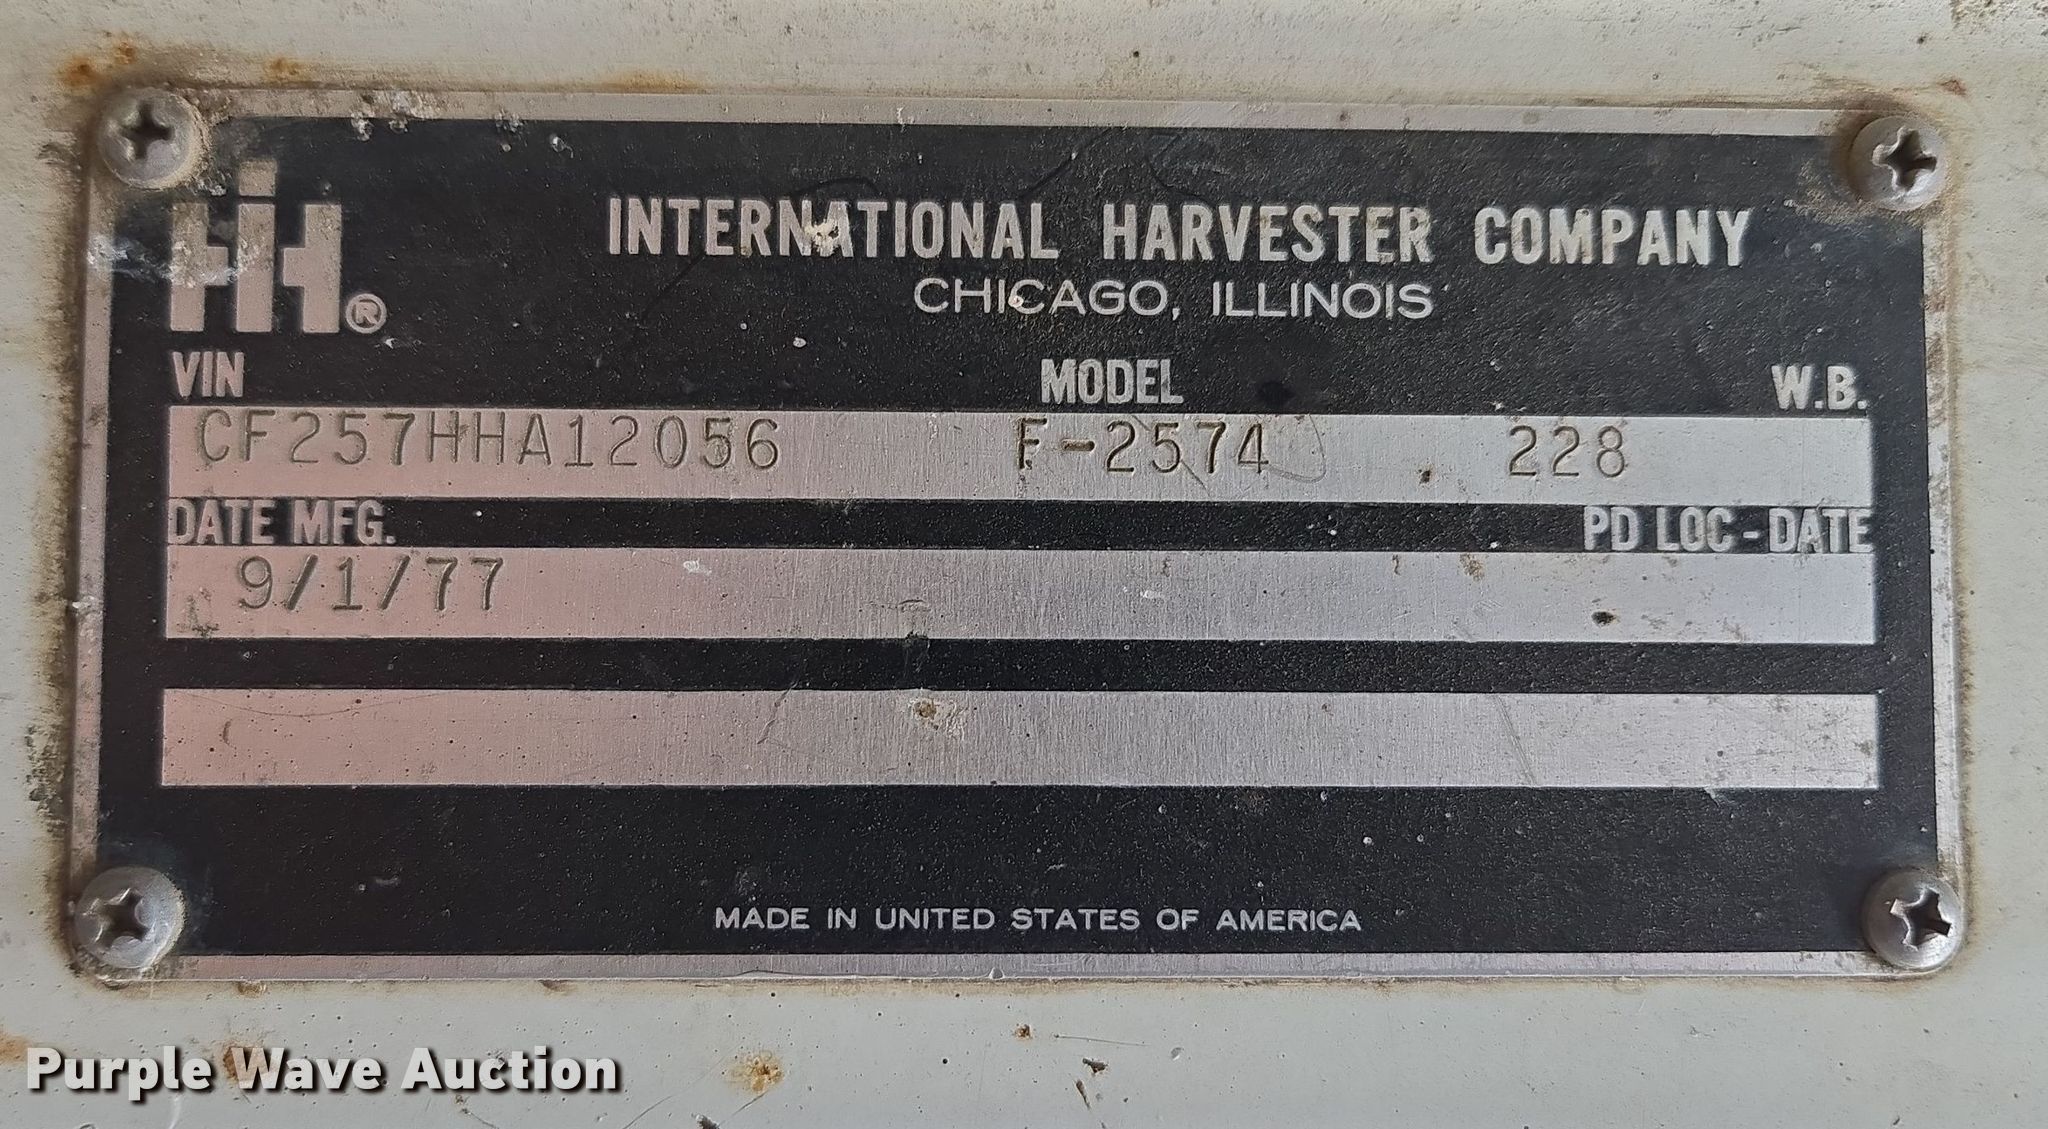 IH®
INTERNATIONAL HARVESTER COMPANY
CHICAGO, ILLINOIS
VIN MODEL W.B.
CF257HHA12056 F-2574 228
DATE MFG. PD LOC-DATE
9/1/77
MADE IN UNITED STATES OF AMERICA
Purple Wave Auction